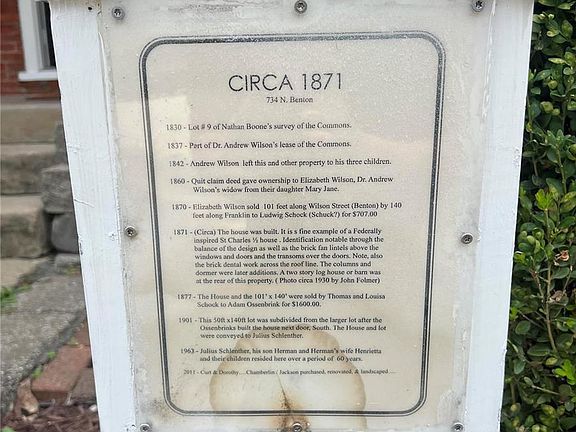 CIRCA 1871
734 N. Benton
1830 - Lot # 9 of Nathan Boone's survey of the Commons.
1837 - Part of Dr. Andrew Wilson's lease of the Commons.
1842 - Andrew Wilson left this and other property to his three children.
1860 - Quit claim deed gave ownership to Elizabeth Wilson, Dr. Andrew
Wilson's widow from their daughter Mary Jane.
1870 - Elizabeth Wilson sold 101 feet along Wilson Street (Benton) by 140
feet along Franklin to Ludwig Schock (Schuck?) for $707.00
1871 - (Circa) The house was built. It is s fine example of a Federally
inspired St Charles ½ house . Identification notable through the
balance of the design as well as the brick fan lintels above the
windows and doors and the transoms over the doors. Note, also
the brick dental work across the roof line. The columns and
dormer were later additions. A two story log house or barn was
at the rear of this property. ( Photo circa 1930 by John Folmer)
1877 - The House and the 101' x 140' were sold by Thomas and Louisa
Schock to Adam Ossenbrink for $1600.00.
1901 - This 50ft x140ft lot was subdivided from the larger lot after the
Ossenbrinks built the house next door, South. The House and lot
were conveyed to Julius Schlenther.
1963 - Julius Schlenther, his son Herman and Herman's wife Henrietta
and their children resided here over a period of 60 years.
2011 - Curt & Dorothy....Chamberlin / Jackson purchased, renovated, & landscaped....